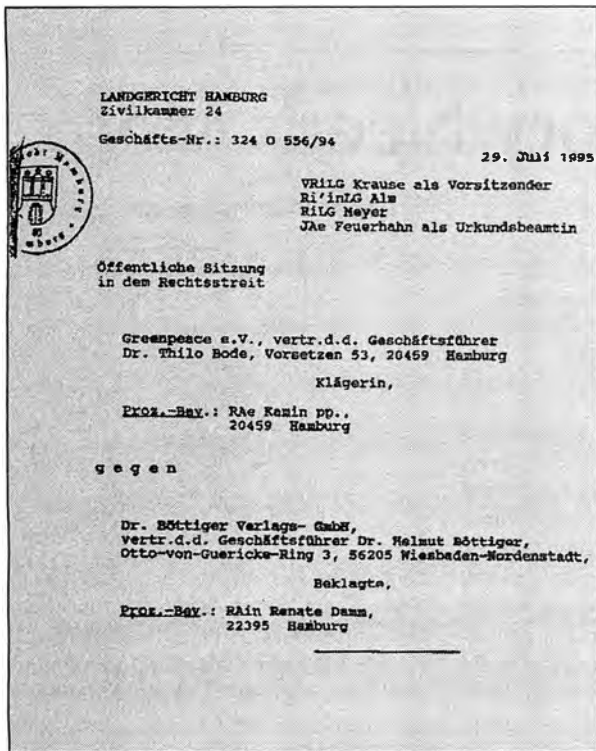 LANDGERICHT HAMBURG
Zivilkammer 24
Geschäfts-Nr.: 324 O 556/94
29. Juli 1995
VRiLG Krause als Vorsitzender
Ri'inLG Alm
RiLG Meyer
JAe Feuerhahn als Urkundsbeamtin
Öffentliche Sitzung
in dem Rechtsstreit
Greenpeace e.V., vertr.d.d. Geschäftsführer
Dr. Thilo Bode, Vorsetzen 53, 20459 Hamburg
Klägerin,
Proz.-Bev.: RAe Kamin pp.,
20459 Hamburg
g e g e n
Dr. Böttiger Verlags- GmbH,
vertr.d.d. Geschäftsführer Dr. Helmut Böttiger,
Otto-von-Guericke-Ring 3, 56205 Wiesbaden-Nordenstadt,
Beklagte,
Proz.-Bev.: RAin Renate Damm,
22395 Hamburg